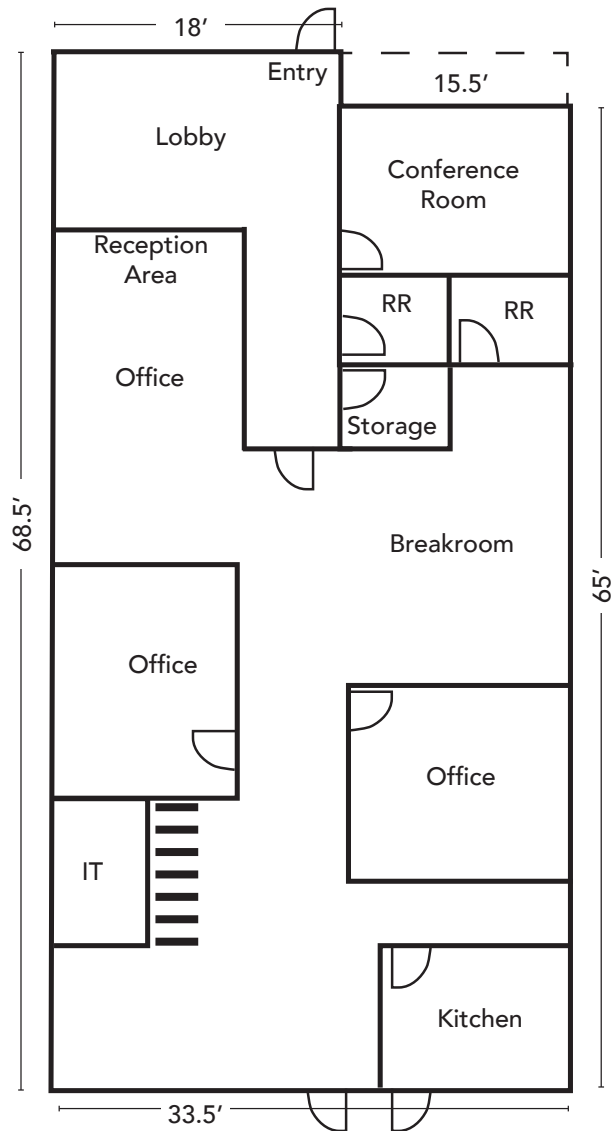 18’
Entry
15.5’
Lobby
Conference
Room
Reception
Area
RR
RR
Office
Storage
68.5’
Breakroom
65’
Office
Office
IT
Kitchen
33.5’